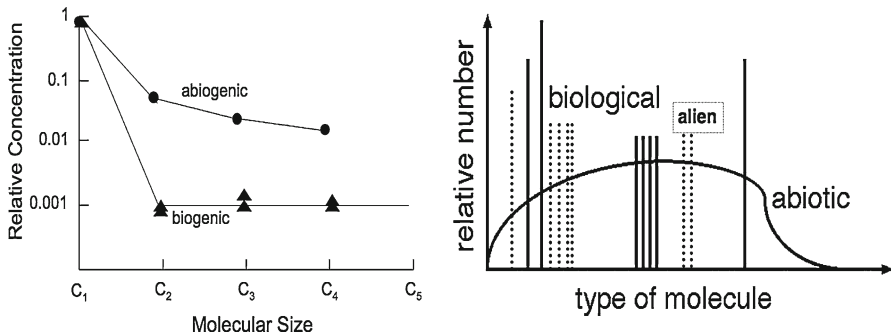 Relative Concentration
1
0.1
0.01
0.001
abiogenic
biogenic
C1
C2
C3
C4
C5
Molecular Size
relative number
biological
alien
abiotic
type of molecule